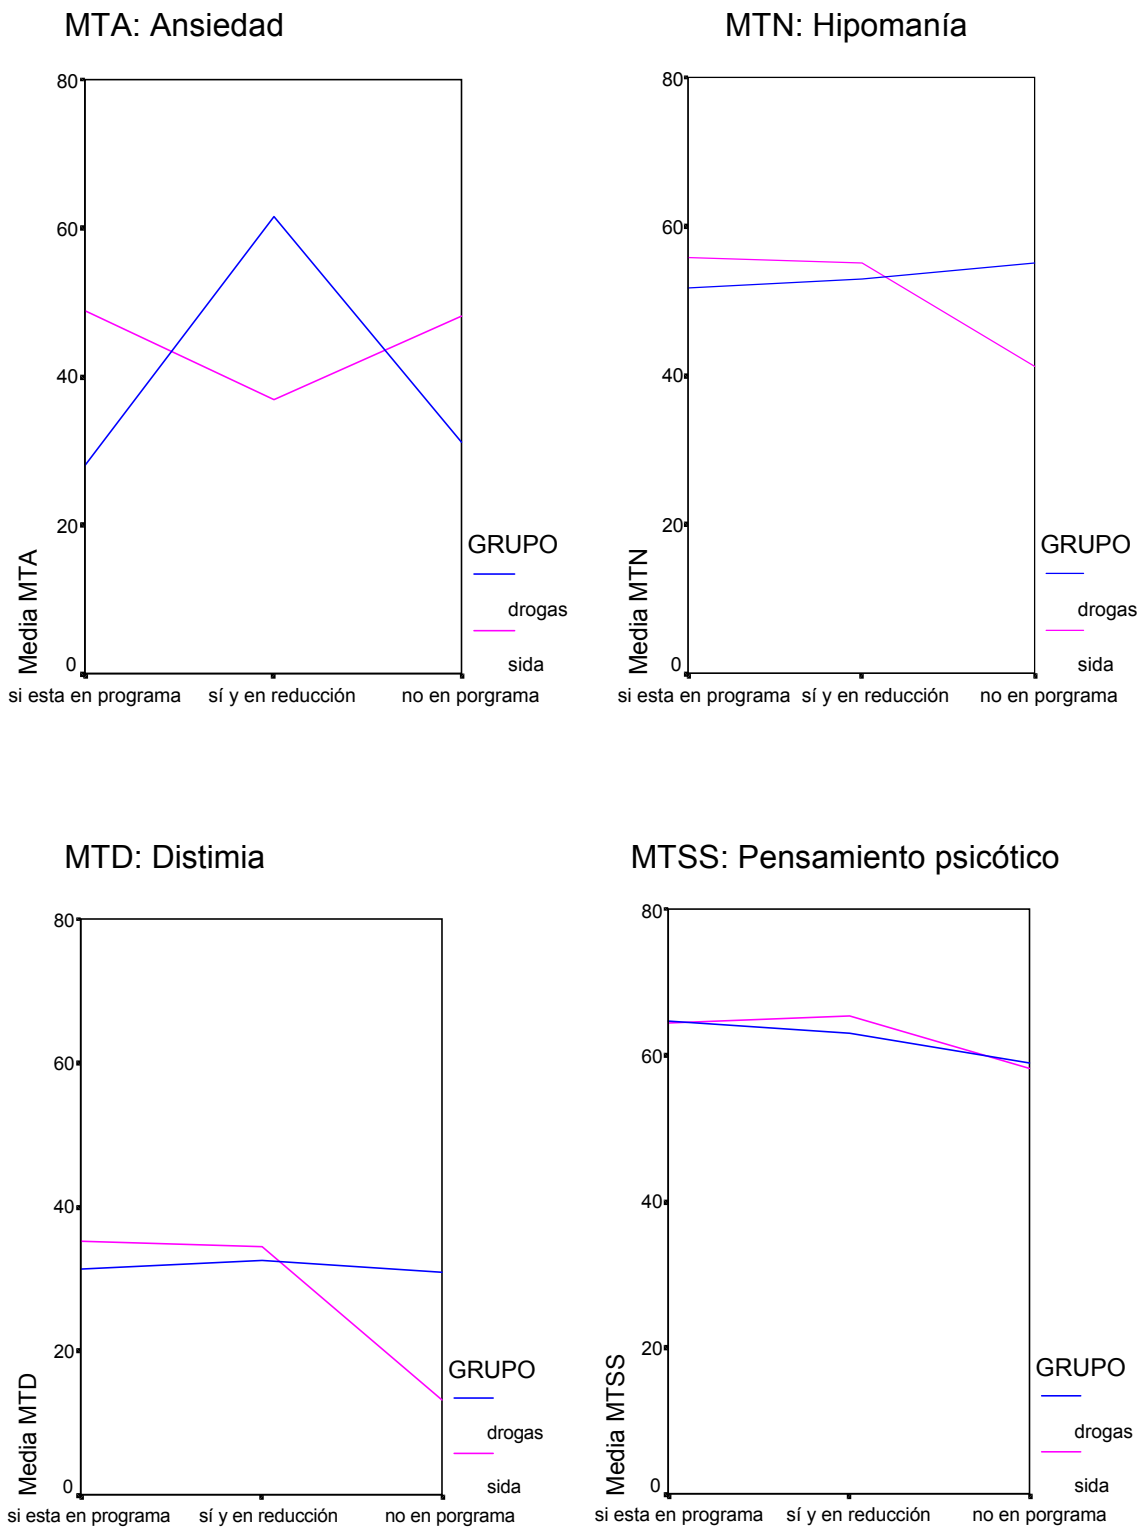 MTA: Ansiedad
80
60
40
20
0
Media MTA
GRUPO
drogas
sida
si esta en programa
sí y en reducción
no en porgrama
MTN: Hipomanía
80
60
40
20
0
Media MTN
GRUPO
drogas
sida
si esta en programa
sí y en reducción
no en porgrama
MTD: Distimia
80
60
40
20
0
Media MTD
GRUPO
drogas
sida
si esta en programa
sí y en reducción
no en porgrama
MTSS: Pensamiento psicótico
80
60
40
20
0
Media MTSS
GRUPO
drogas
sida
si esta en programa
sí y en reducción
no en porgrama